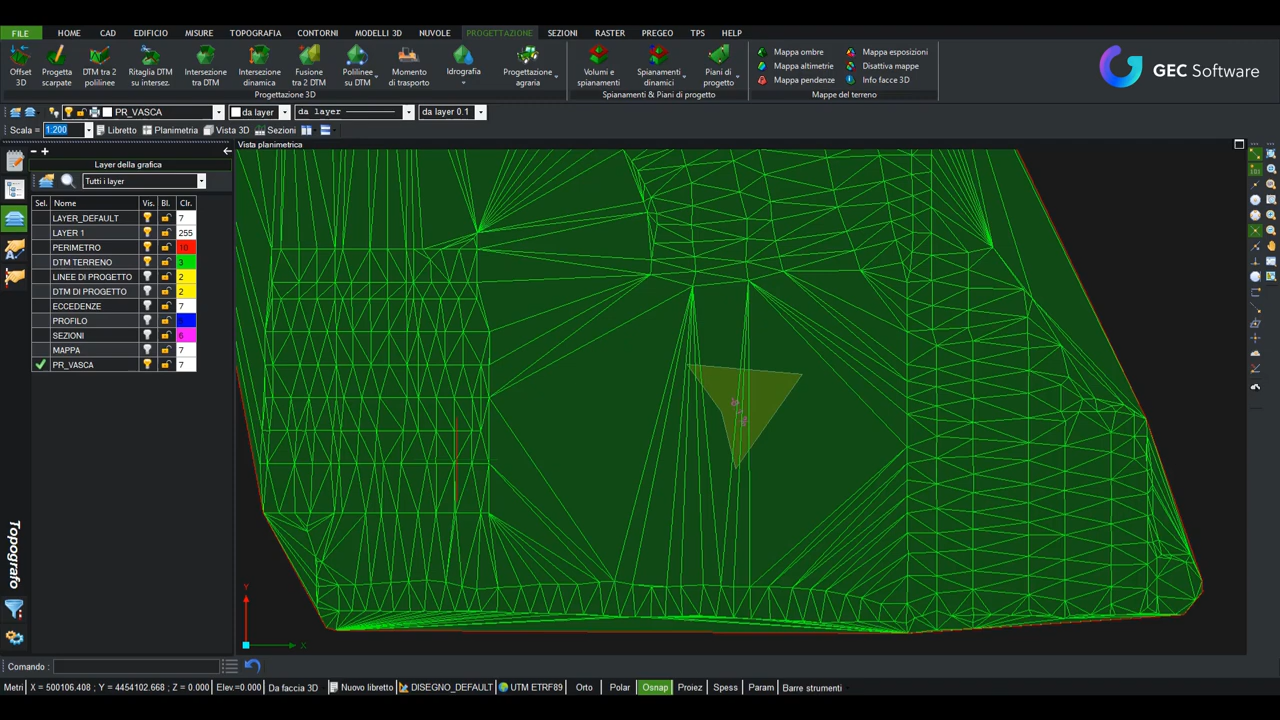 FILE HOME CAD EDIFICIO MISURE TOPOGRAFIA CONTORNI MODELLI 3D NUVOLE PROGETTAZIONE SEZIONI RASTER PREGEO TPS HELP
Offset 3D
Progetta scarpate
DTM tra 2 polilinee
Ritaglia DTM su intersez.
Intersezione tra DTM
Intersezione dinamica
Fusione tra 2 DTM
Polilinee su DTM
Momento di trasporto
Idrografia
Progettazione agraria
Volumi e spianamenti
Spianamenti dinamici
Piani di progetto
Mappa ombre
Mappa altimetrie
Mappa pendenze
Mappa esposizioni
Disattiva mappe
Info facce 3D
Progettazione 3D
Spianamenti & Piani di progetto
Mappe del terreno
GEC Software
PR_VASCA da layer da layer da layer 0.1
Scala = 1:200 Libretto Planimetria Vista 3D Sezioni
Vista planimetrica
Layer della grafica
Tutti i layer
Sel. Nome Vis. Bl. Clr.
LAYER_DEFAULT 7
LAYER 1 255
PERIMETRO 10
DTM TERRENO 3
LINEE DI PROGETTO 2
DTM DI PROGETTO 2
ECCEDENZE 7
PROFILO
SEZIONI 6
MAPPA 7
PR_VASCA 7
Topografo
Y
X
Comando :
Metri X = 500106.408 ; Y = 4454102.668 ; Z = 0.000 Elev.=0.000 Da faccia 3D Nuovo libretto DISEGNO_DEFAULT UTM ETRF89 Orto Polar Osnap Proiez Spess Param Barre strumenti